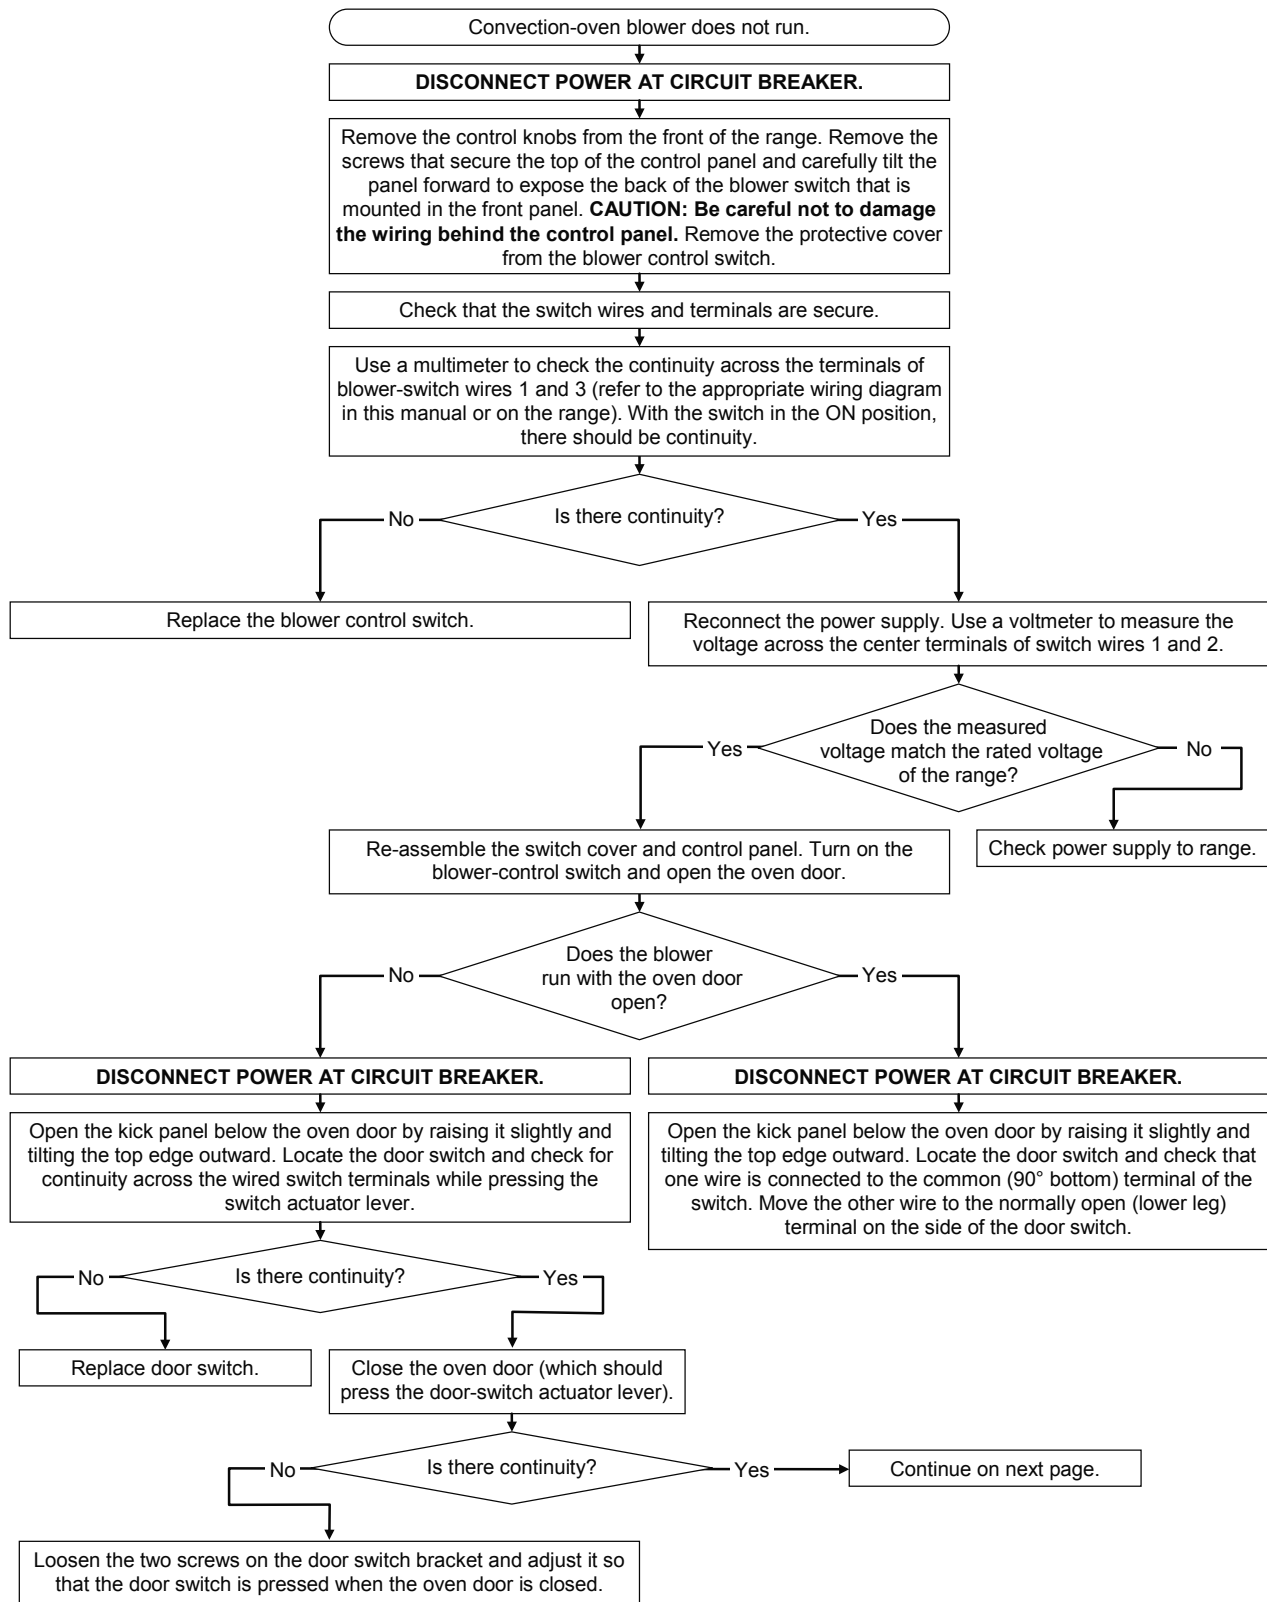 Convection-oven blower does not run.
DISCONNECT POWER AT CIRCUIT BREAKER.
Remove the control knobs from the front of the range. Remove the
screws that secure the top of the control panel and carefully tilt the
panel forward to expose the back of the blower switch that is
mounted in the front panel. CAUTION: Be careful not to damage
the wiring behind the control panel. Remove the protective cover
from the blower control switch.
Check that the switch wires and terminals are secure.
Use a multimeter to check the continuity across the terminals of
blower-switch wires 1 and 3 (refer to the appropriate wiring diagram
in this manual or on the range). With the switch in the ON position,
there should be continuity.
Is there continuity?
No
Yes
Replace the blower control switch.
Reconnect the power supply. Use a voltmeter to measure the
voltage across the center terminals of switch wires 1 and 2.
Does the measured
voltage match the rated voltage
of the range?
Yes
No
Re-assemble the switch cover and control panel. Turn on the
blower-control switch and open the oven door.
Check power supply to range.
Does the blower
run with the oven door
open?
No
Yes
DISCONNECT POWER AT CIRCUIT BREAKER.
Open the kick panel below the oven door by raising it slightly and
tilting the top edge outward. Locate the door switch and check for
continuity across the wired switch terminals while pressing the
switch actuator lever.
DISCONNECT POWER AT CIRCUIT BREAKER.
Open the kick panel below the oven door by raising it slightly and
tilting the top edge outward. Locate the door switch and check that
one wire is connected to the common (90° bottom) terminal of the
switch. Move the other wire to the normally open (lower leg)
terminal on the side of the door switch.
Is there continuity?
No
Yes
Replace door switch.
Close the oven door (which should
press the door-switch actuator lever).
Is there continuity?
No
Yes
Continue on next page.
Loosen the two screws on the door switch bracket and adjust it so
that the door switch is pressed when the oven door is closed.